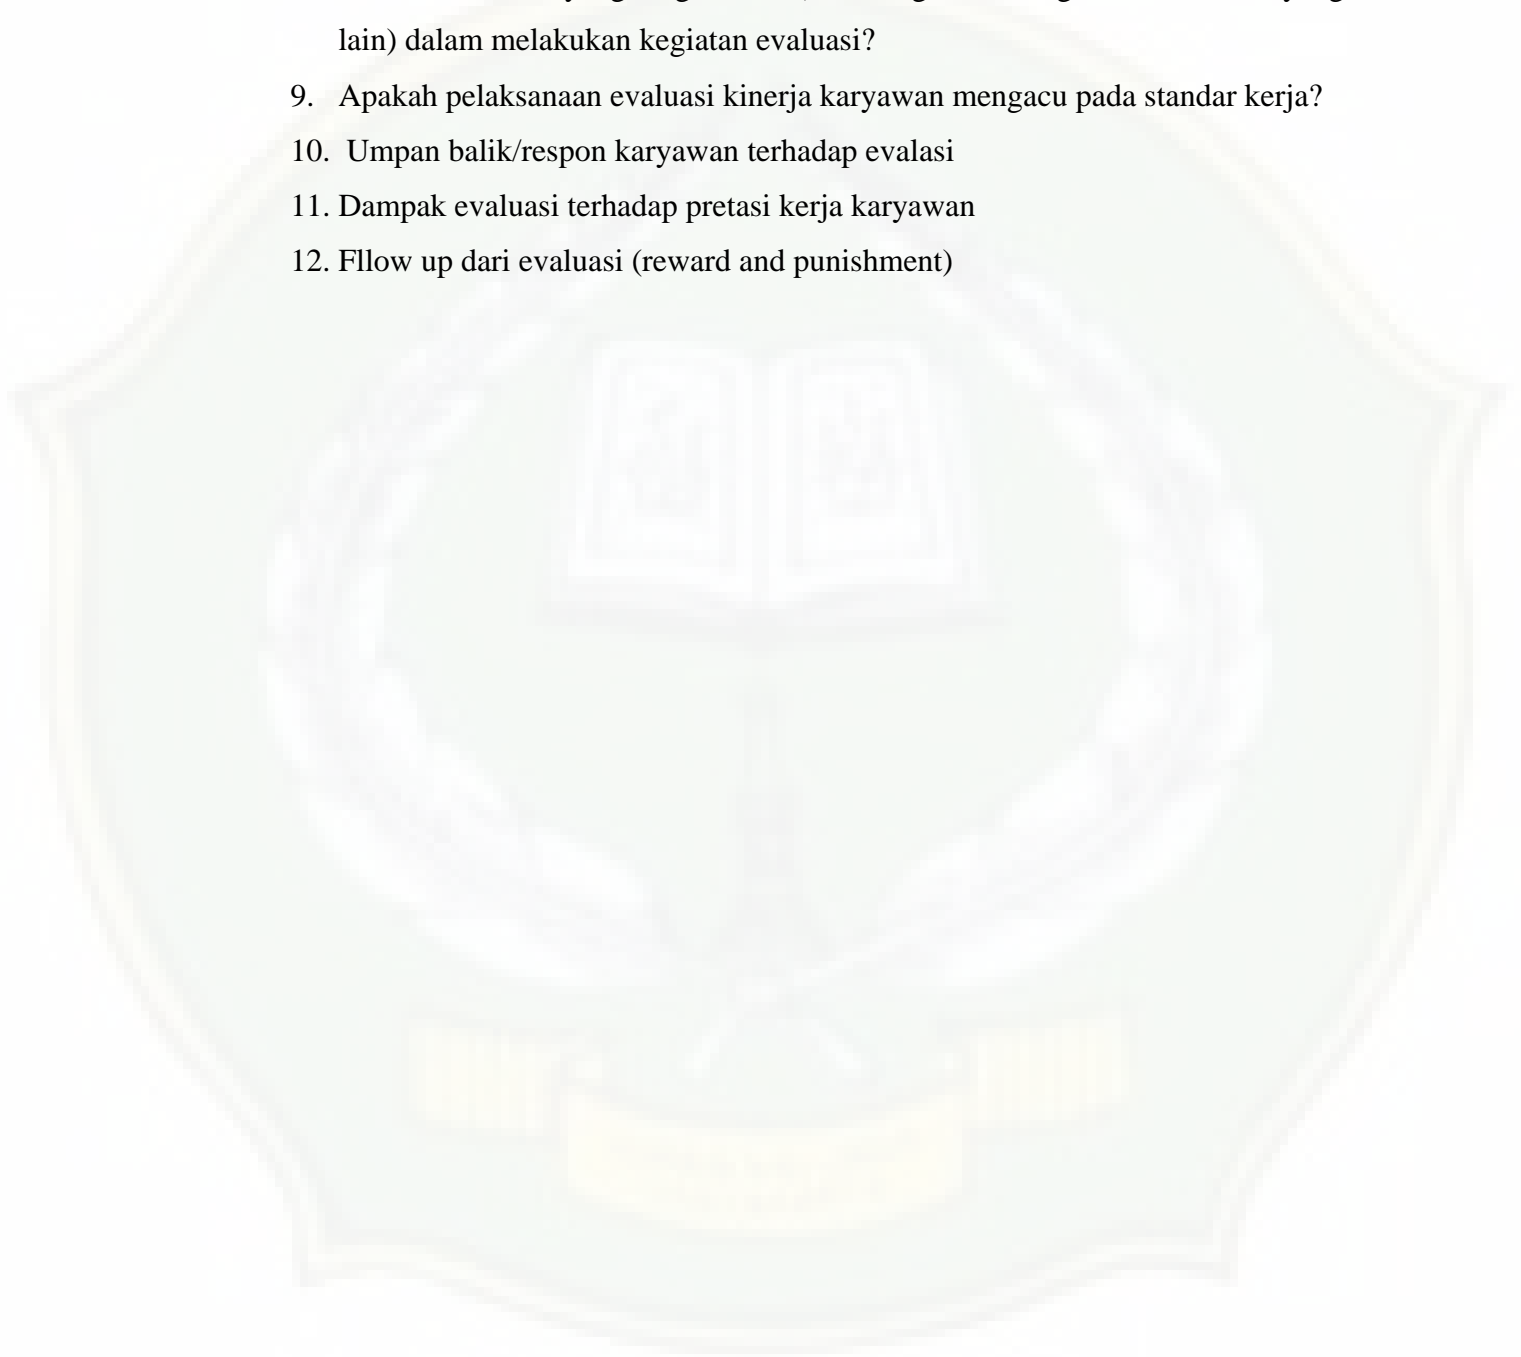 lain) dalam melakukan kegiatan evaluasi?
9. Apakah pelaksanaan evaluasi kinerja karyawan mengacu pada standar kerja?
10. Umpan balik/respon karyawan terhadap evalasi
11. Dampak evaluasi terhadap pretasi kerja karyawan
12. Fllow up dari evaluasi (reward and punishment)